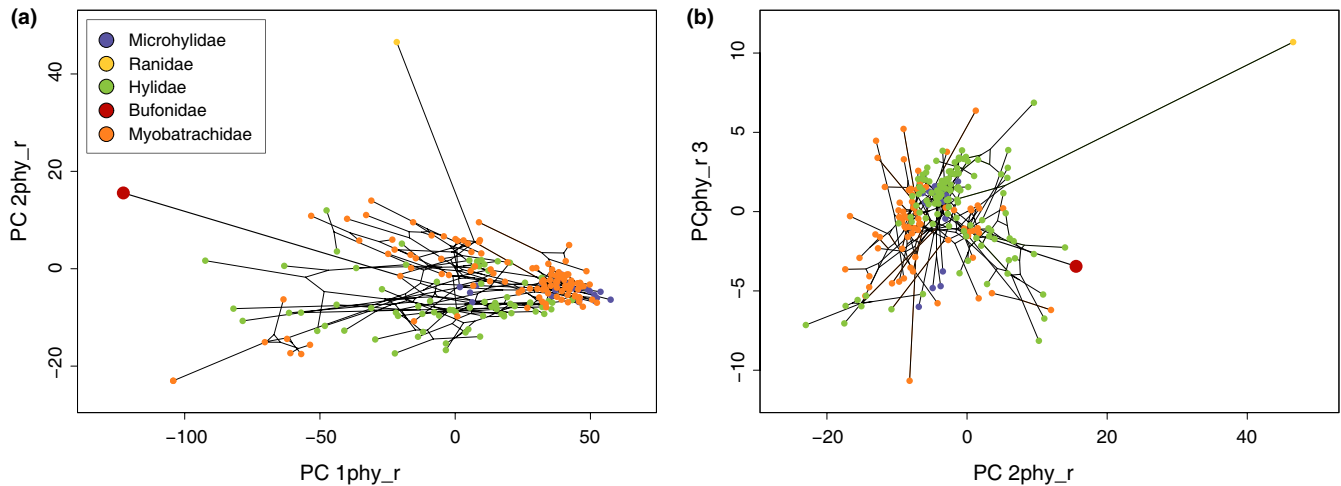 (a)
Microhylidae
Ranidae
Hylidae
Bufonidae
Myobatrachidae
40
20
0
−20
PC 2phy_r
−100
−50
0
50
PC 1phy_r
(b)
10
5
0
−5
−10
PCphy_r 3
−20
0
20
40
PC 2phy_r